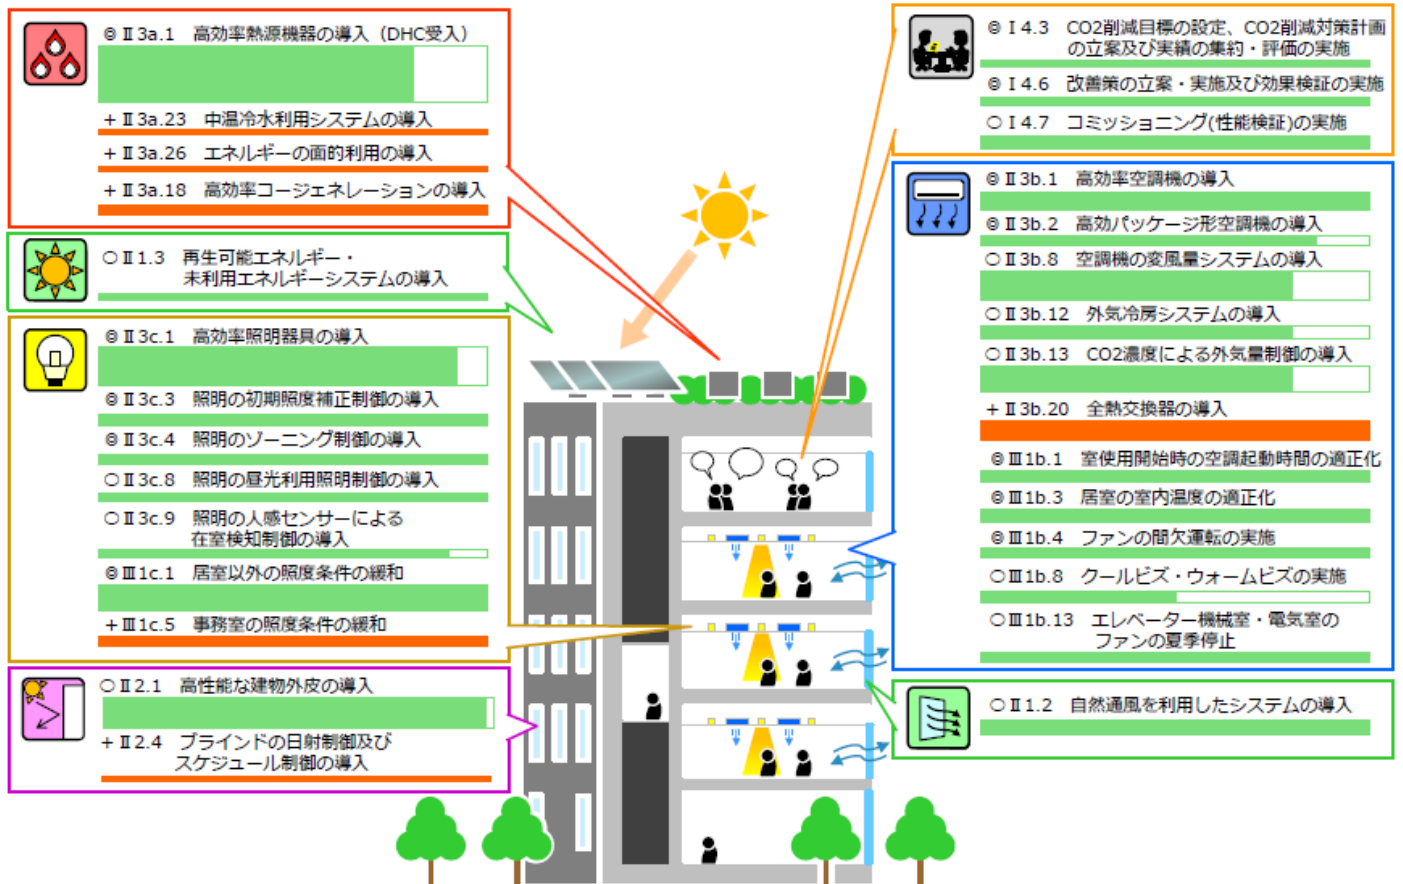 ◎Ⅱ3a.1 高効率熱源機器の導入（DHC受入）
+Ⅱ3a.23 中温冷水利用システムの導入
+Ⅱ3a.26 エネルギーの面的利用の導入
+Ⅱ3a.18 高効率コージェネレーションの導入
○Ⅱ1.3 再生可能エネルギー・
未利用エネルギーシステムの導入
◎Ⅱ3c.1 高効率照明器具の導入
◎Ⅱ3c.3 照明の初期照度補正制御の導入
◎Ⅱ3c.4 照明のゾーニング制御の導入
○Ⅱ3c.8 照明の昼光利用照明制御の導入
○Ⅱ3c.9 照明の人感センサーによる
在室検知制御の導入
◎Ⅲ1c.1 居室以外の照度条件の緩和
+Ⅲ1c.5 事務室の照度条件の緩和
○Ⅱ2.1 高性能な建物外皮の導入
+Ⅱ2.4 ブラインドの日射制御及び
スケジュール制御の導入
◎Ⅰ4.3 CO2削減目標の設定、CO2削減対策計画
の立案及び実績の集約・評価の実施
◎Ⅰ4.6 改善策の立案・実施及び効果検証の実施
○Ⅰ4.7 コミッショニング(性能検証)の実施
◎Ⅱ3b.1 高効率空調機の導入
◎Ⅱ3b.2 高効パッケージ形空調機の導入
○Ⅱ3b.8 空調機の変風量システムの導入
○Ⅱ3b.12 外気冷房システムの導入
○Ⅱ3b.13 CO2濃度による外気量制御の導入
+Ⅱ3b.20 全熱交換器の導入
◎Ⅲ1b.1 室使用開始時の空調起動時間の適正化
◎Ⅲ1b.3 居室の室内温度の適正化
◎Ⅲ1b.4 ファンの間欠運転の実施
○Ⅲ1b.8 クールビズ・ウォームビズの実施
○Ⅲ1b.13 エレベーター機械室・電気室の
ファンの夏季停止
○Ⅱ1.2 自然通風を利用したシステムの導入